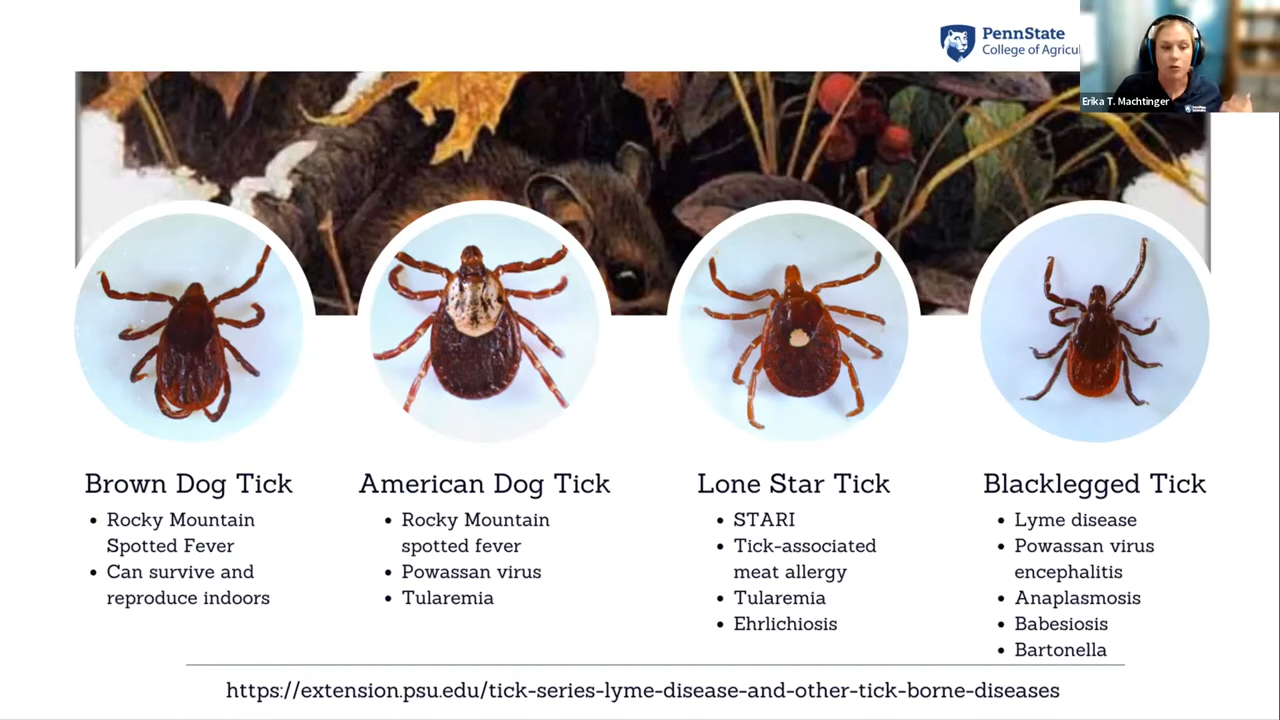 PennState
College of Agricul
Erika T. Machtinger
Brown Dog Tick
• Rocky Mountain
Spotted Fever
• Can survive and
reproduce indoors
American Dog Tick
• Rocky Mountain
spotted fever
• Powassan virus
• Tularemia
Lone Star Tick
• STARI
• Tick-associated
meat allergy
• Tularemia
• Ehrlichiosis
Blacklegged Tick
• Lyme disease
• Powassan virus
encephalitis
• Anaplasmosis
• Babesiosis
• Bartonella
https://extension.psu.edu/tick-series-lyme-disease-and-other-tick-borne-diseases